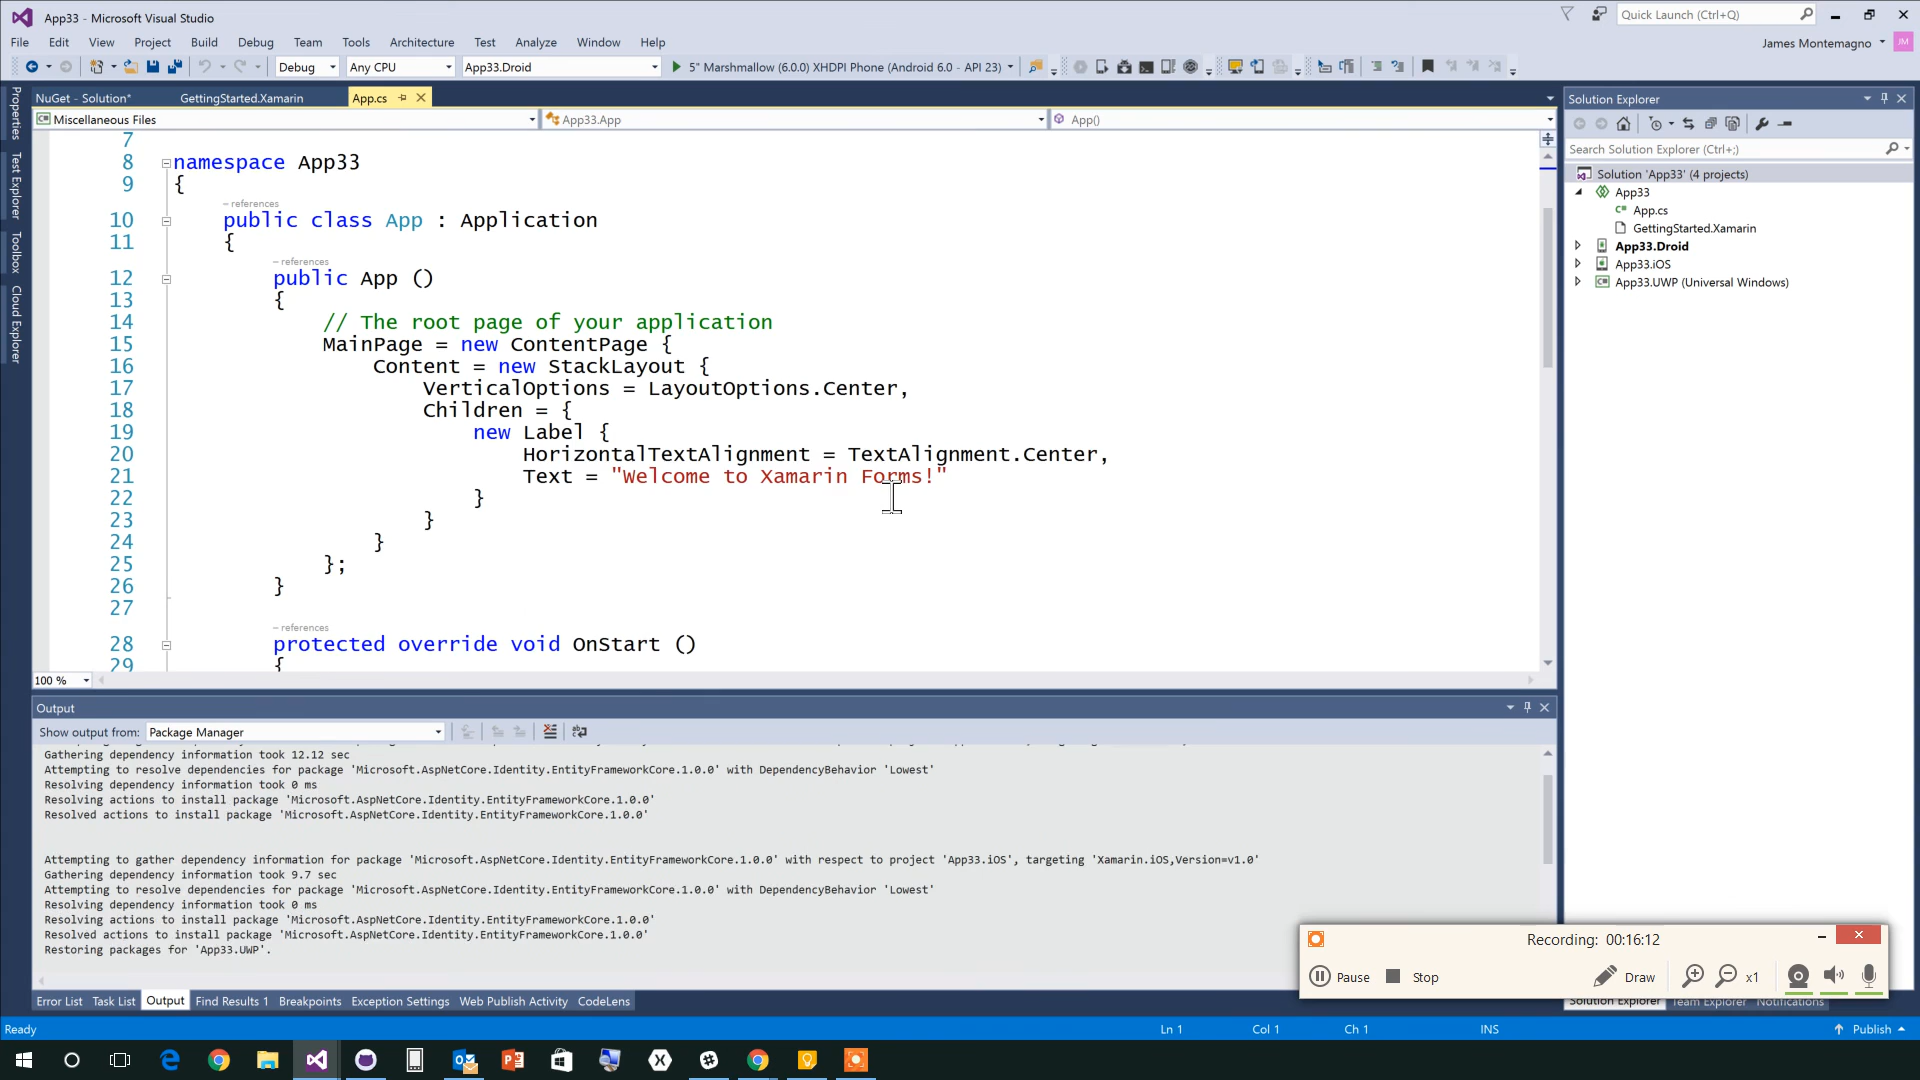 App33 - Microsoft Visual Studio
Quick Launch (Ctrl+Q)
File Edit View Project Build Debug Team Tools Architecture Test Analyze Window Help
James Montemagno JM
Debug Any CPU App33.Droid 5" Marshmallow (6.0.0) XHDPI Phone (Android 6.0 - API 23)
NuGet - Solution* GettingStarted.Xamarin App.cs
Miscellaneous Files App33.App App()
Properties
Test Explorer
Toolbox
Cloud Explorer
7
8 namespace App33
9 {
– references
10 public class App : Application
11 {
– references
12 public App ()
13 {
14 // The root page of your application
15 MainPage = new ContentPage {
16 Content = new StackLayout {
17 VerticalOptions = LayoutOptions.Center,
18 Children = {
19 new Label {
20 HorizontalTextAlignment = TextAlignment.Center,
21 Text = "Welcome to Xamarin Forms!"
22 }
23 }
24 }
25 };
26 }
27
– references
28 protected override void OnStart ()
29 {
100 %
Solution Explorer
Search Solution Explorer (Ctrl+;)
Solution 'App33' (4 projects)
App33
App.cs
GettingStarted.Xamarin
App33.Droid
App33.iOS
App33.UWP (Universal Windows)
Output
Show output from: Package Manager
Gathering dependency information took 12.12 sec
Attempting to resolve dependencies for package 'Microsoft.AspNetCore.Identity.EntityFrameworkCore.1.0.0' with DependencyBehavior 'Lowest'
Resolving dependency information took 0 ms
Resolving actions to install package 'Microsoft.AspNetCore.Identity.EntityFrameworkCore.1.0.0'
Resolved actions to install package 'Microsoft.AspNetCore.Identity.EntityFrameworkCore.1.0.0'
Attempting to gather dependency information for package 'Microsoft.AspNetCore.Identity.EntityFrameworkCore.1.0.0' with respect to project 'App33.iOS', targeting 'Xamarin.iOS,Version=v1.0'
Gathering dependency information took 9.7 sec
Attempting to resolve dependencies for package 'Microsoft.AspNetCore.Identity.EntityFrameworkCore.1.0.0' with DependencyBehavior 'Lowest'
Resolving dependency information took 0 ms
Resolving actions to install package 'Microsoft.AspNetCore.Identity.EntityFrameworkCore.1.0.0'
Resolved actions to install package 'Microsoft.AspNetCore.Identity.EntityFrameworkCore.1.0.0'
Restoring packages for 'App33.UWP'.
Recording: 00:16:12
Pause Stop Draw x1
Error List Task List Output Find Results 1 Breakpoints Exception Settings Web Publish Activity CodeLens
Solution Explorer Team Explorer Notifications
Ready Ln 1 Col 1 Ch 1 INS Publish